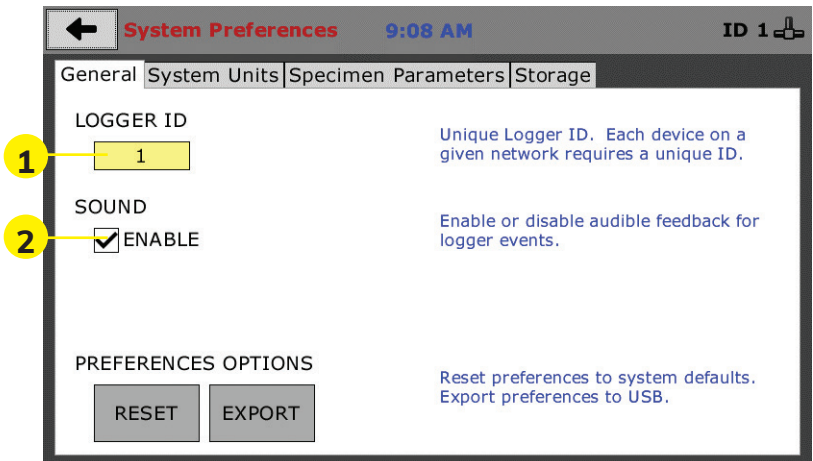 System Preferences 9:08 AM ID 1
General System Units Specimen Parameters Storage
LOGGER ID
1 1
Unique Logger ID. Each device on a
given network requires a unique ID.
SOUND
2 ENABLE
Enable or disable audible feedback for
logger events.
PREFERENCES OPTIONS
RESET EXPORT
Reset preferences to system defaults.
Export preferences to USB.